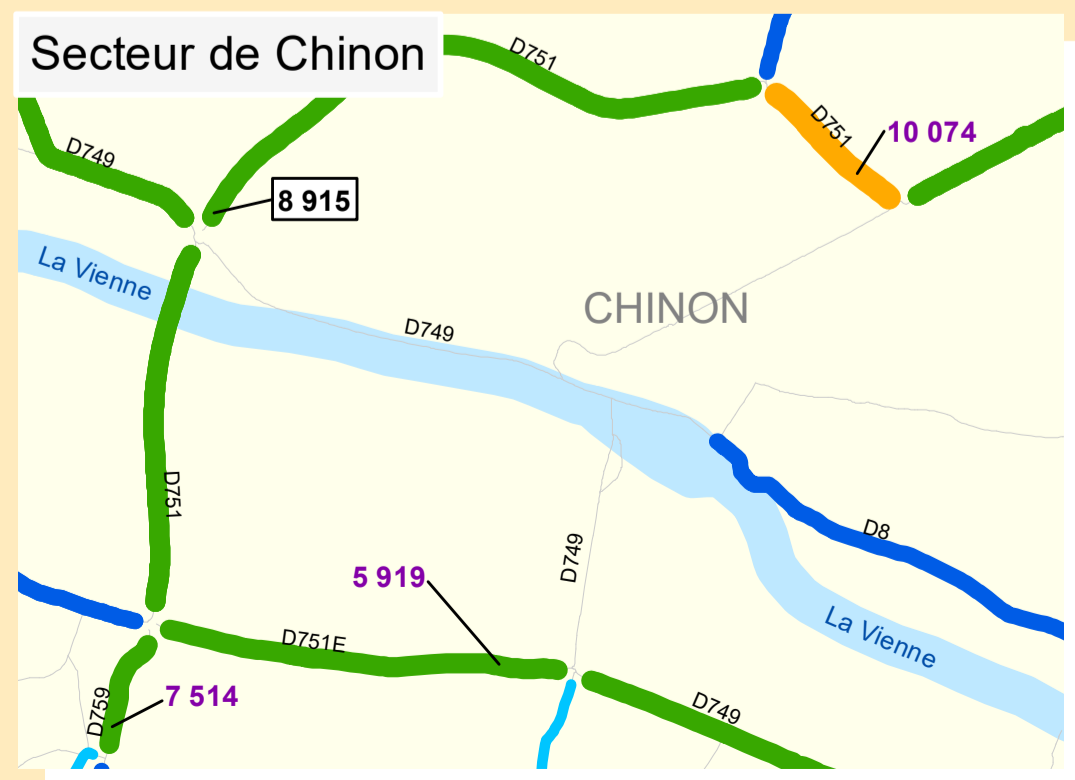 Secteur de Chinon
D751
D751
10 074
D749
8 915
La Vienne
CHINON
D749
D751
D8
D749
5 919
La Vienne
D751E
D759
7 514
D749